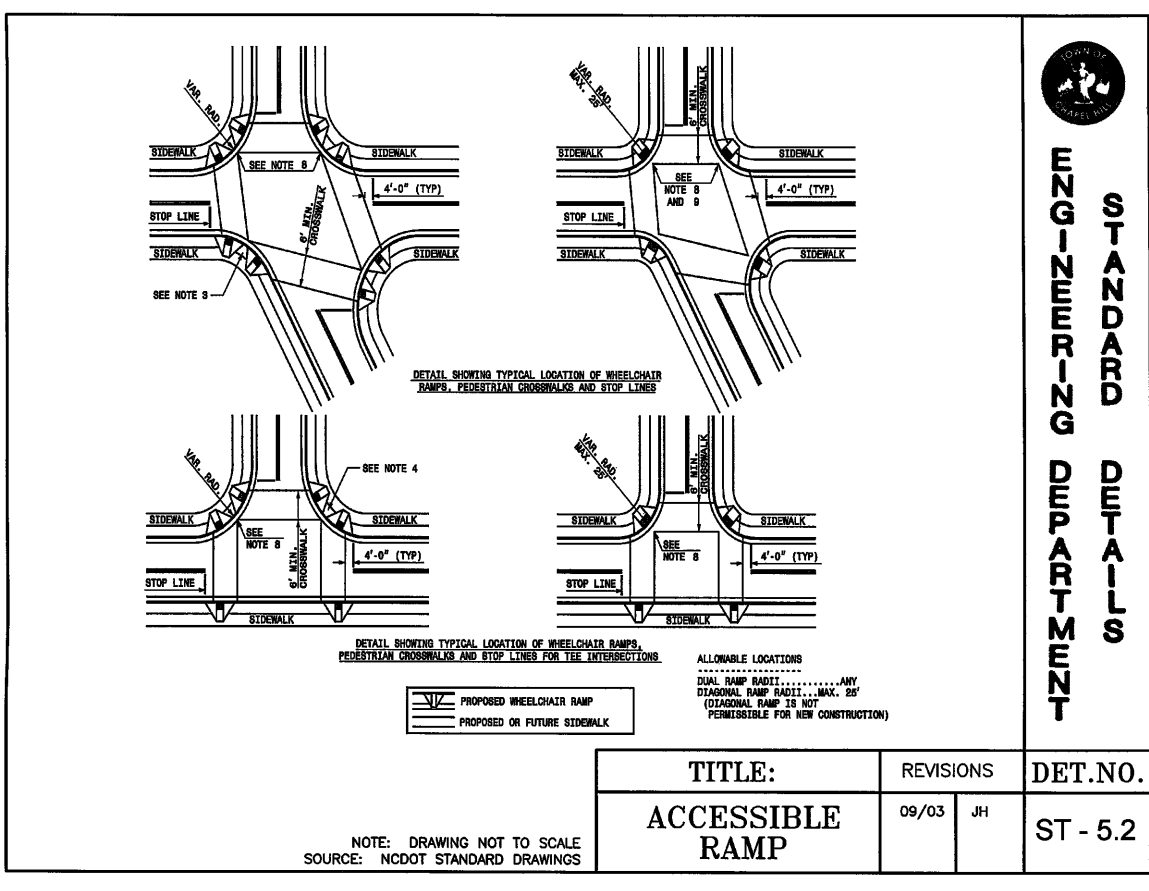 VAR. RAD.
SIDEWALK
SIDEWALK
SEE NOTE 8
4'-0" (TYP)
STOP LINE
6' MIN.
CROSSWALK
SIDEWALK
SIDEWALK
SEE NOTE 3
VAR. RAD.
MAX. 25'
6' MIN.
CROSSWALK
SIDEWALK
SIDEWALK
SEE
NOTE 8
AND 9
4'-0" (TYP)
STOP LINE
SIDEWALK
SIDEWALK
DETAIL SHOWING TYPICAL LOCATION OF WHEELCHAIR
RAMPS, PEDESTRIAN CROSSWALKS AND STOP LINES
VAR. RAD.
SEE NOTE 4
SIDEWALK
SIDEWALK
SEE
NOTE 8
6' MIN.
CROSSWALK
4'-0" (TYP)
STOP LINE
SIDEWALK
VAR. RAD.
MAX. 25'
6' MIN.
CROSSWALK
SIDEWALK
SIDEWALK
SEE
NOTE 8
4'-0" (TYP)
STOP LINE
SIDEWALK
DETAIL SHOWING TYPICAL LOCATION OF WHEELCHAIR RAMPS,
PEDESTRIAN CROSSWALKS AND STOP LINES FOR TEE INTERSECTIONS
ALLOWABLE LOCATIONS
DUAL RAMP RADII...........ANY
DIAGONAL RAMP RADII...MAX. 25'
(DIAGONAL RAMP IS NOT
PERMISSIBLE FOR NEW CONSTRUCTION)
PROPOSED WHEELCHAIR RAMP
PROPOSED OR FUTURE SIDEWALK
NOTE: DRAWING NOT TO SCALE
SOURCE: NCDOT STANDARD DRAWINGS
TOWN OF
CHAPEL HILL
STANDARD DETAILS
ENGINEERING DEPARTMENT
TITLE:
REVISIONS
DET.NO.
ACCESSIBLE
RAMP
09/03
JH
ST - 5.2